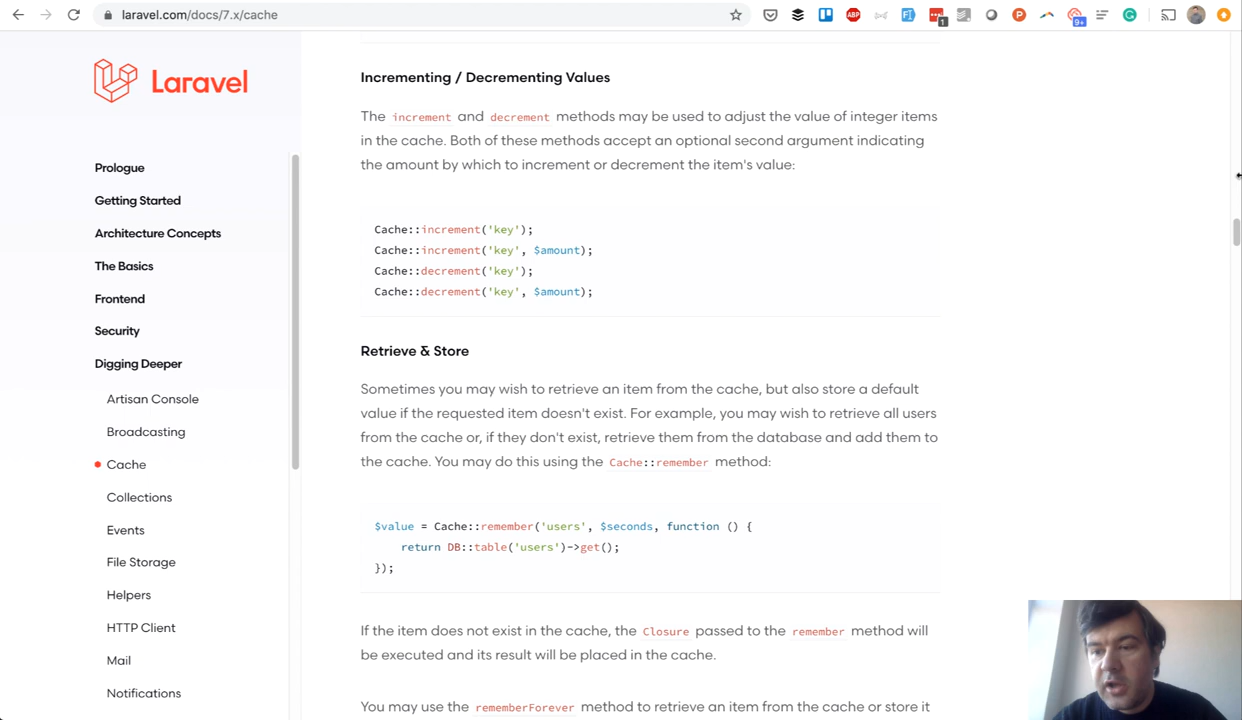 laravel.com/docs/7.x/cache
ABP
1
P
9+
Laravel
Prologue
Getting Started
Architecture Concepts
The Basics
Frontend
Security
Digging Deeper
Artisan Console
Broadcasting
Cache
Collections
Events
File Storage
Helpers
HTTP Client
Mail
Notifications
Incrementing / Decrementing Values
The increment and decrement methods may be used to adjust the value of integer items
in the cache. Both of these methods accept an optional second argument indicating
the amount by which to increment or decrement the item's value:
Cache::increment('key');
Cache::increment('key', $amount);
Cache::decrement('key');
Cache::decrement('key', $amount);
Retrieve & Store
Sometimes you may wish to retrieve an item from the cache, but also store a default
value if the requested item doesn't exist. For example, you may wish to retrieve all users
from the cache or, if they don't exist, retrieve them from the database and add them to
the cache. You may do this using the Cache::remember method:
$value = Cache::remember('users', $seconds, function () {
return DB::table('users')->get();
});
If the item does not exist in the cache, the Closure passed to the remember method will
be executed and its result will be placed in the cache.
You may use the rememberForever method to retrieve an item from the cache or store it